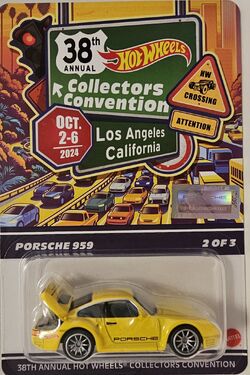 38th
ANNUAL
HOT WHEELS
Collectors
Convention
HW
CROSSING
OCT.
2-6
2024
Los Angeles
California
ATTENTION
PORSCHE 959
2 OF 3
PORSCHE
38TH ANNUAL HOT WHEELS COLLECTORS CONVENTION